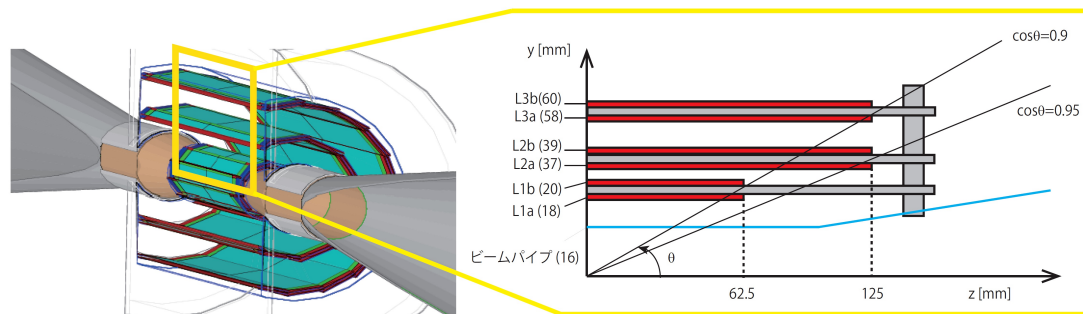 y [mm]
cosθ=0.9
cosθ=0.95
L3b(60)
L3a (58)
L2b (39)
L2a (37)
L1b (20)
L1a (18)
ビームパイプ (16)
θ
62.5
125
z [mm]